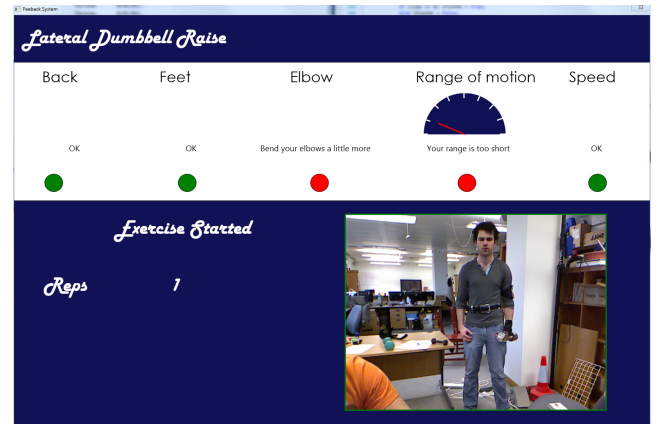 Feeback System
Lateral Dumbbell Raise
Back Feet Elbow Range of motion Speed
OK OK Bend your elbows a little more Your range is too short OK
Exercise Started
Reps 1